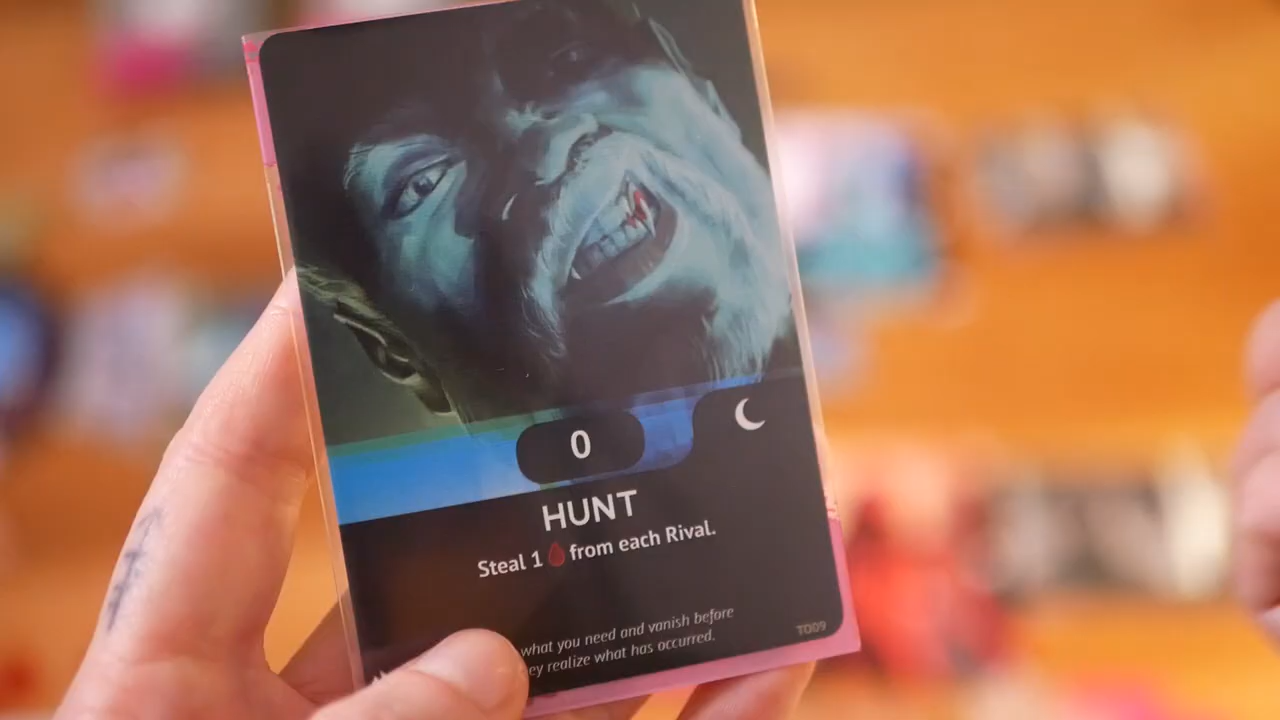 0
HUNT
Steal 1 from each Rival.
what you need and vanish before
ey realize what has occurred.
T009